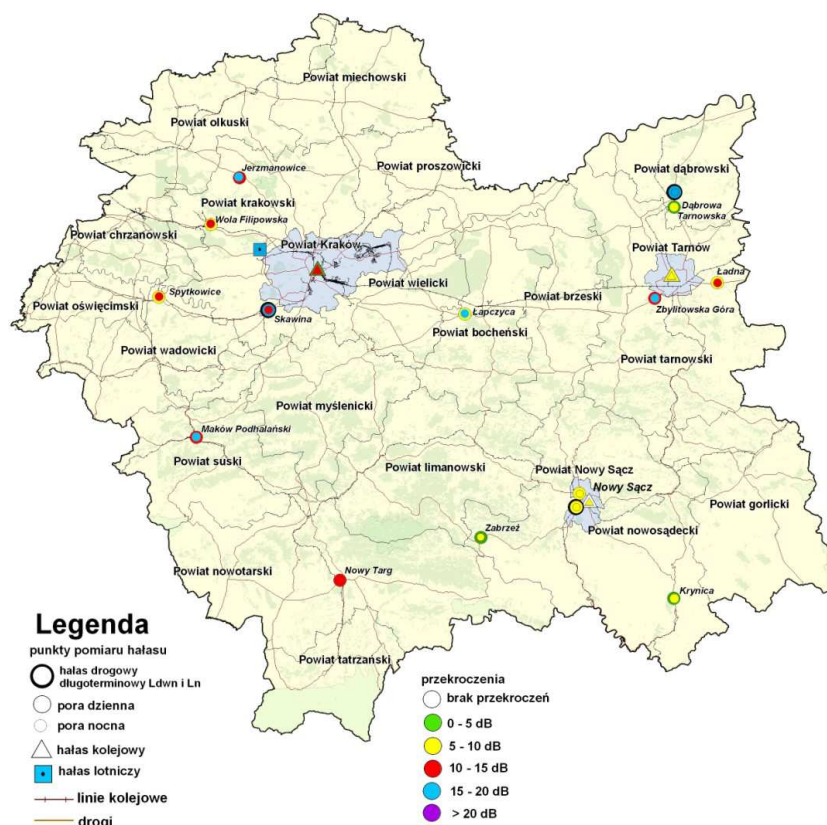 Powiat miechowski
Powiat olkuski
Powiat proszowicki
Powiat dąbrowski
Jerzmanowice
Powiat krakowski
Dąbrowa
Tarnowska
Wola Filipowska
Powiat chrzanowski
Powiat Kraków
Powiat Tarnów
Ładna
Powiat wielicki
Powiat brzeski
Spytkowice
Powiat oświęcimski
Zbylitowska Góra
Skawina
Łapczyca
Powiat bocheński
Powiat wadowicki
Powiat tarnowski
Powiat myślenicki
Maków Podhalański
Powiat suski
Powiat limanowski
Powiat Nowy Sącz
Nowy Sącz
Powiat gorlicki
Powiat nowosądecki
Zabrzeż
Powiat nowotarski
Nowy Targ
Krynica
Powiat tatrzański
Legenda
punkty pomiaru hałasu
hałas drogowy
długoterminowy Ldwn i Ln
pora dzienna
pora nocna
hałas kolejowy
hałas lotniczy
linie kolejowe
drogi
przekroczenia
brak przekroczeń
0 - 5 dB
5 - 10 dB
10 - 15 dB
15 - 20 dB
> 20 dB